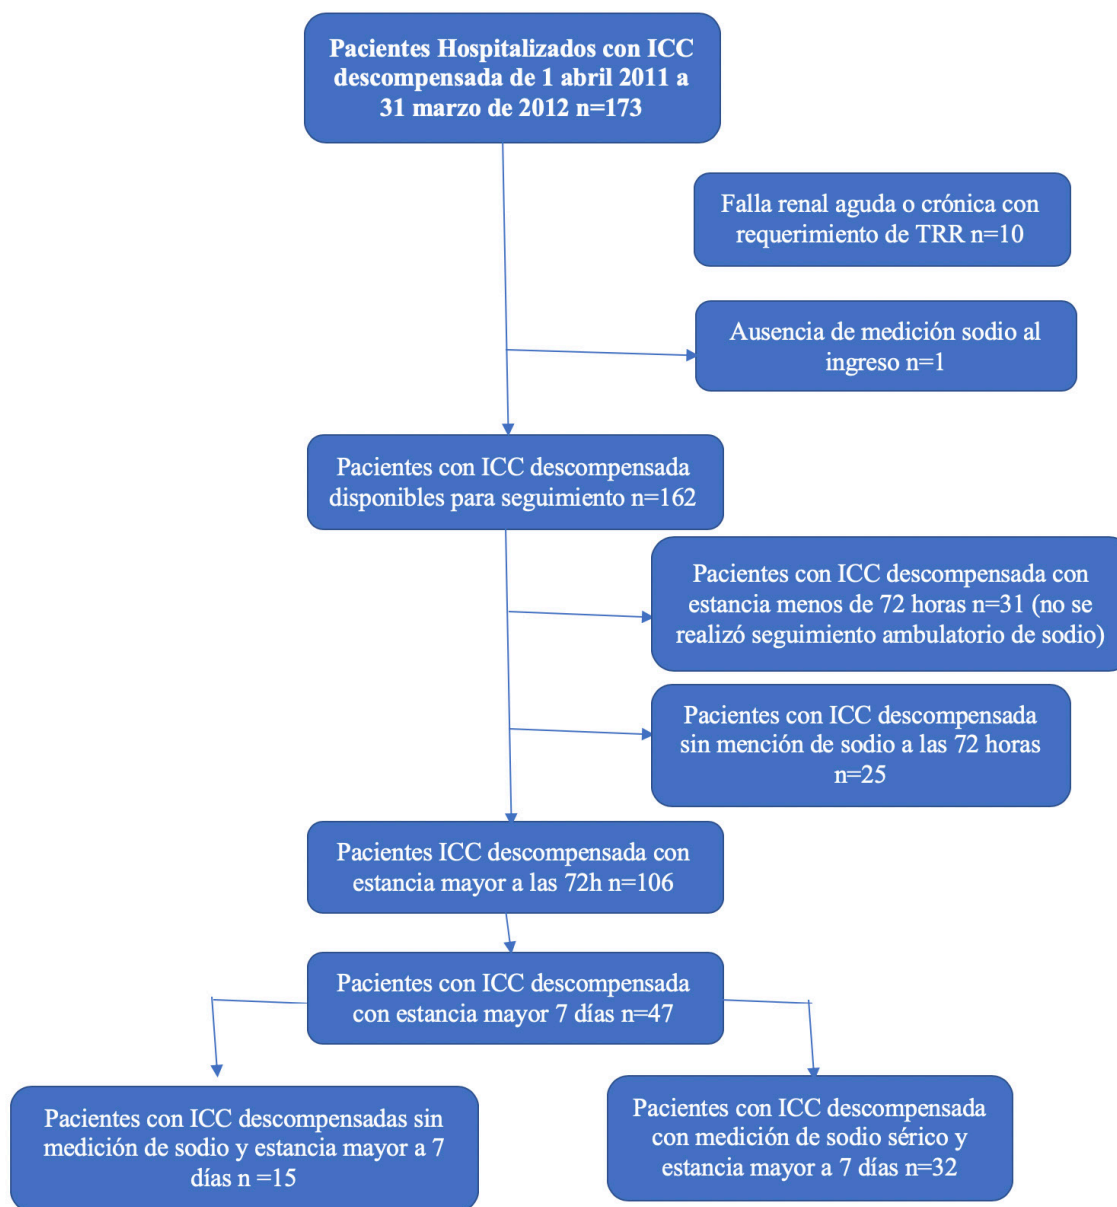 Pacientes Hospitalizados con ICC
descompensada de 1 abril 2011 a
31 marzo de 2012 n=173
Falla renal aguda o crónica con
requerimiento de TRR n=10
Ausencia de medición sodio al
ingreso n=1
Pacientes con ICC descompensada
disponibles para seguimiento n=162
Pacientes con ICC descompensada con
estancia menos de 72 horas n=31 (no se
realizó seguimiento ambulatorio de sodio)
Pacientes con ICC descompensada
sin mención de sodio a las 72 horas
n=25
Pacientes ICC descompensada con
estancia mayor a las 72h n=106
Pacientes con ICC descompensada
con estancia mayor 7 días n=47
Pacientes con ICC descompensadas sin
medición de sodio y estancia mayor a 7
días n =15
Pacientes con ICC descompensada
con medición de sodio sérico y
estancia mayor a 7 días n=32